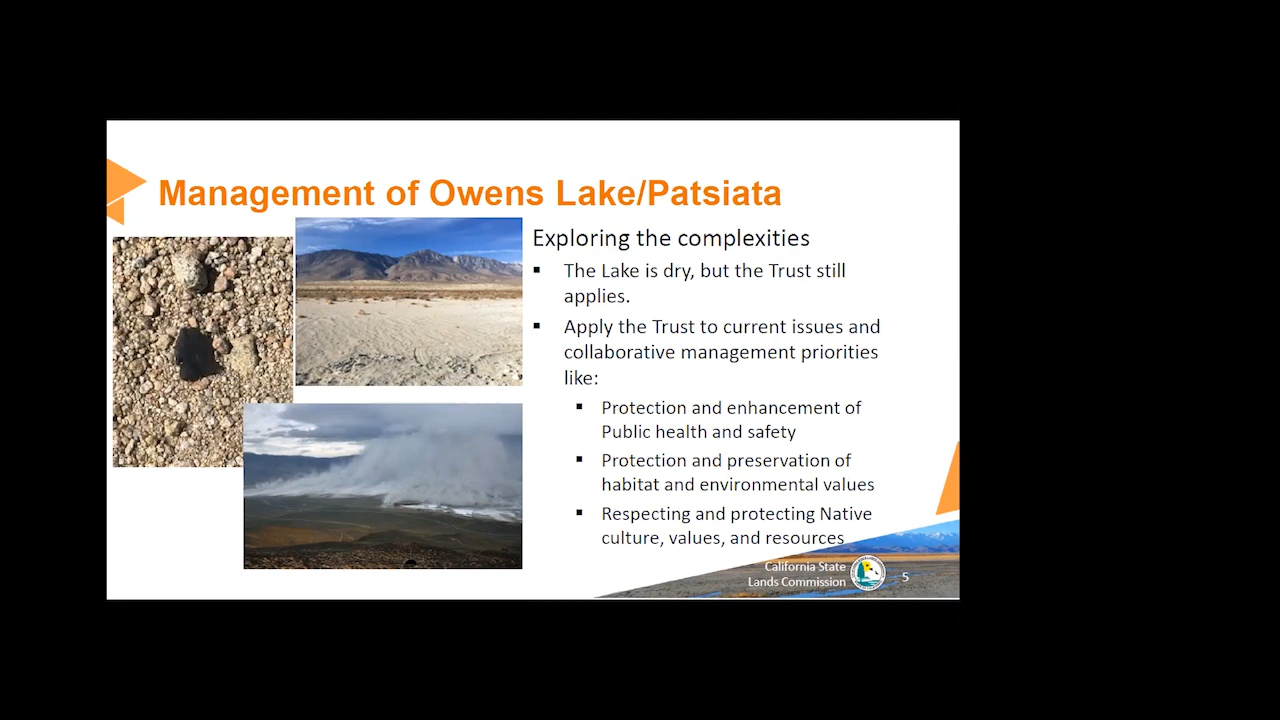 Management of Owens Lake/Patsiata
Exploring the complexities
The Lake is dry, but the Trust still
applies.
Apply the Trust to current issues and
collaborative management priorities
like:
Protection and enhancement of
Public health and safety
Protection and preservation of
habitat and environmental values
Respecting and protecting Native
culture, values, and resources
California State
Lands Commission
5